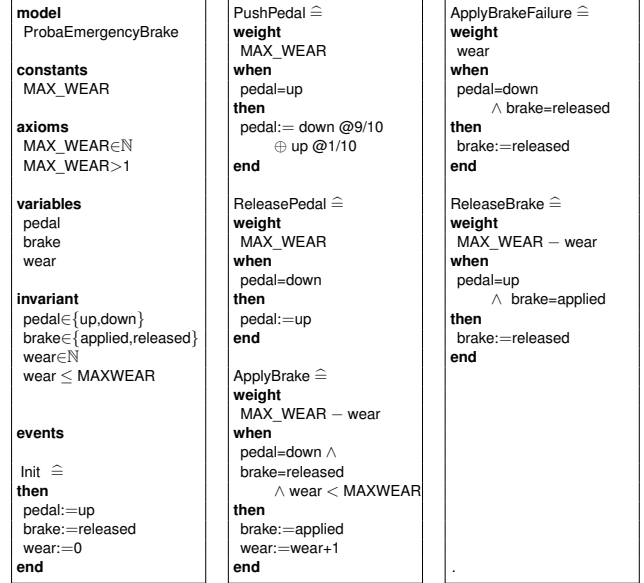 model
ProbaEmergencyBrake
constants
MAX_WEAR
axioms
MAX_WEAR∈ℕ
MAX_WEAR>1
variables
pedal
brake
wear
invariant
pedal∈{up,down}
brake∈{applied,released}
wear∈ℕ
wear ≤ MAXWEAR
events
Init ≙
then
pedal:=up
brake:=released
wear:=0
end
PushPedal ≙
weight
MAX_WEAR
when
pedal=up
then
pedal:= down @9/10
⊕ up @1/10
end
ReleasePedal ≙
weight
MAX_WEAR
when
pedal=down
then
pedal:=up
end
ApplyBrake ≙
weight
MAX_WEAR − wear
when
pedal=down ∧
brake=released
∧ wear < MAXWEAR
then
brake:=applied
wear:=wear+1
end
ApplyBrakeFailure ≙
weight
wear
when
pedal=down
∧ brake=released
then
brake:=released
end
ReleaseBrake ≙
weight
MAX_WEAR − wear
when
pedal=up
∧ brake=applied
then
brake:=released
end
.